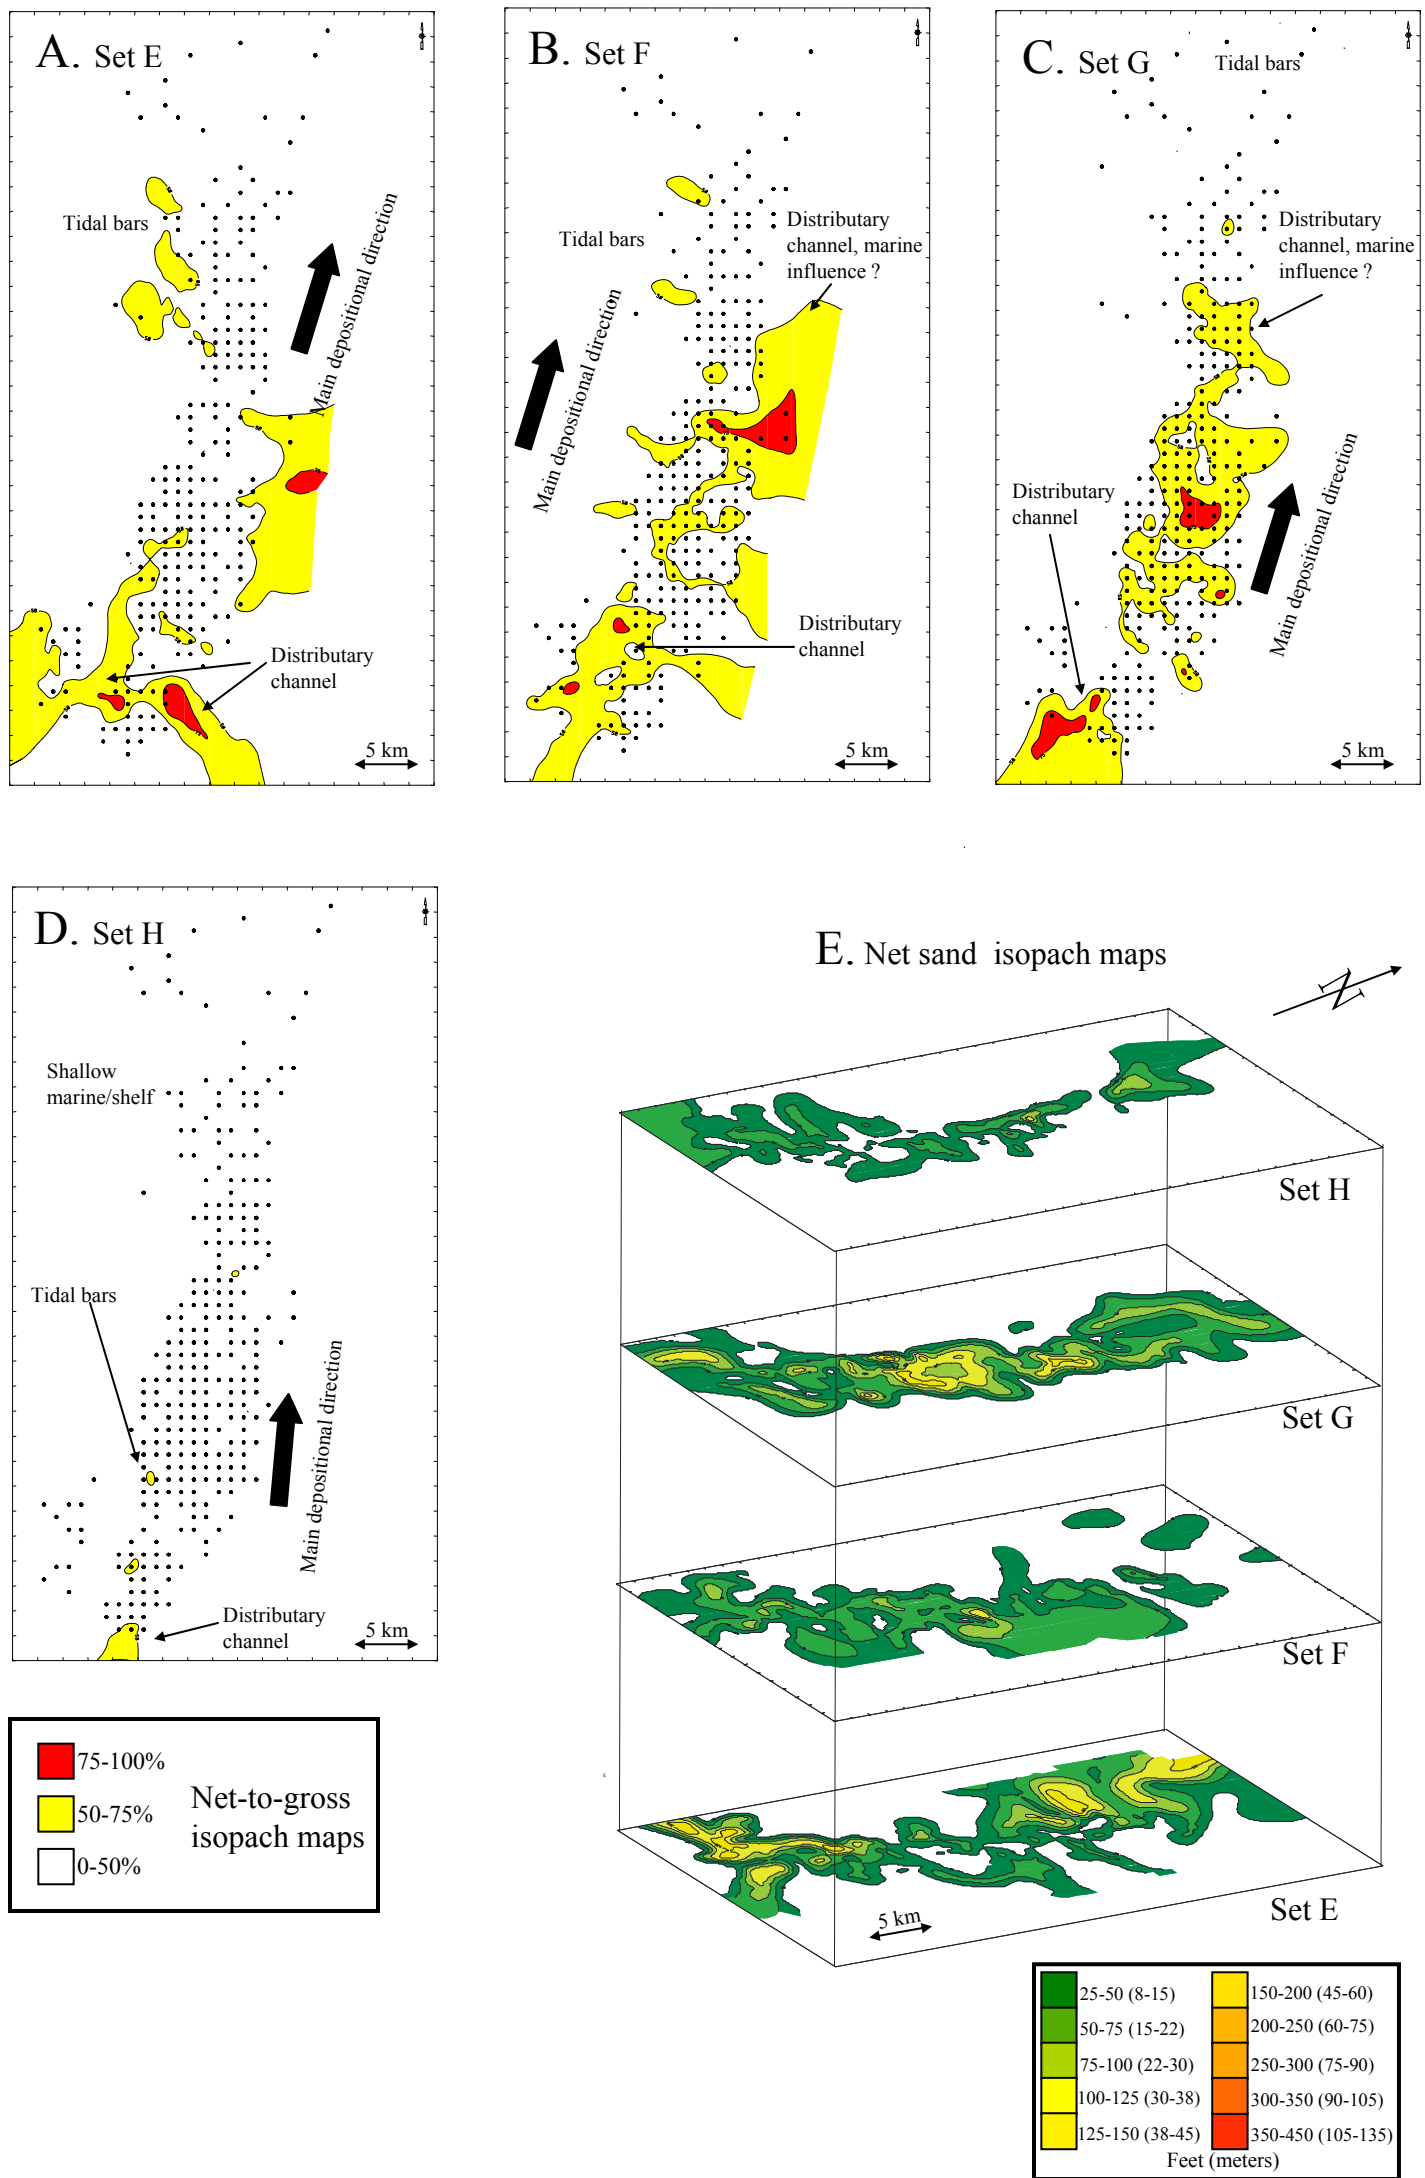 A. Set E
Tidal bars
Main depositional direction
Distributary
channel
5 km
B. Set F
Tidal bars
Distributary
channel, marine
influence ?
Main depositional direction
Distributary
channel
5 km
C. Set G
Tidal bars
Distributary
channel, marine
influence ?
Distributary
channel
Main depositional direction
5 km
D. Set H
Shallow
marine/shelf
Tidal bars
Main depositional direction
Distributary
channel
5 km
75-100%
50-75%
0-50%
Net-to-gross
isopach maps
E. Net sand isopach maps
N
Set H
Set G
Set F
Set E
5 km
25-50 (8-15)
50-75 (15-22)
75-100 (22-30)
100-125 (30-38)
125-150 (38-45)
150-200 (45-60)
200-250 (60-75)
250-300 (75-90)
300-350 (90-105)
350-450 (105-135)
Feet (meters)